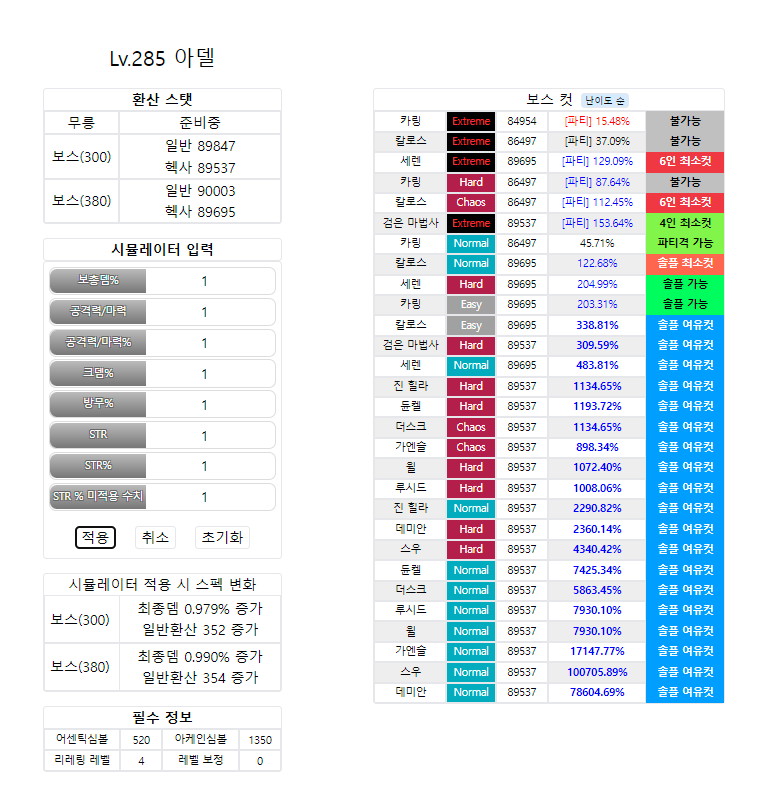 Lv.285 아델
환산 스탯
무릉 준비중
보스(300) 일반 89847
헥사 89537
보스(380) 일반 90003
헥사 89695
시뮬레이터 입력
보총뎀% 1
공격력/마력 1
공격력/마력% 1
크뎀% 1
방무% 1
STR 1
STR% 1
STR % 미적용 수치 1
적용 취소 초기화
시뮬레이터 적용 시 스펙 변화
보스(300) 최종뎀 0.979% 증가
일반환산 352 증가
보스(380) 최종뎀 0.990% 증가
일반환산 354 증가
필수 정보
어센틱심볼 520 아케인심볼 1350
리레링 레벨 4 레벨 보정 0
보스 컷 난이도 순
카링 Extreme 84954 [파티] 15.48% 불가능
칼로스 Extreme 86497 [파티] 37.09% 불가능
세렌 Extreme 89695 [파티] 129.09% 6인 최소컷
카링 Hard 86497 [파티] 87.64% 불가능
칼로스 Chaos 86497 [파티] 112.45% 6인 최소컷
검은 마법사 Extreme 89537 [파티] 153.64% 4인 최소컷
카링 Normal 86497 45.71% 파티격 가능
칼로스 Normal 89695 122.68% 솔플 최소컷
세렌 Hard 89695 204.99% 솔플 가능
카링 Easy 89695 203.31% 솔플 가능
칼로스 Easy 89695 338.81% 솔플 여유컷
검은 마법사 Hard 89537 309.59% 솔플 여유컷
세렌 Normal 89695 483.81% 솔플 여유컷
진 힐라 Hard 89537 1134.65% 솔플 여유컷
듄켈 Hard 89537 1193.72% 솔플 여유컷
더스크 Chaos 89537 1134.65% 솔플 여유컷
가엔슬 Chaos 89537 898.34% 솔플 여유컷
윌 Hard 89537 1072.40% 솔플 여유컷
루시드 Hard 89537 1008.06% 솔플 여유컷
진 힐라 Normal 89537 2290.82% 솔플 여유컷
데미안 Hard 89537 2360.14% 솔플 여유컷
스우 Hard 89537 4340.42% 솔플 여유컷
듄켈 Normal 89537 7425.34% 솔플 여유컷
더스크 Normal 89537 5863.45% 솔플 여유컷
루시드 Normal 89537 7930.10% 솔플 여유컷
윌 Normal 89537 7930.10% 솔플 여유컷
가엔슬 Normal 89537 17147.77% 솔플 여유컷
스우 Normal 89537 100705.89% 솔플 여유컷
데미안 Normal 89537 78604.69% 솔플 여유컷